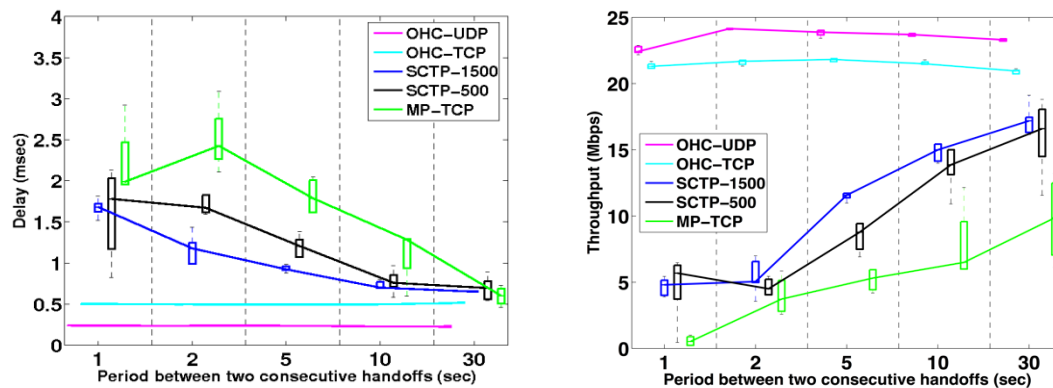 4
3.5
3
2.5
2
1.5
1
0.5
0
Delay (msec)
OHC-UDP
OHC-TCP
SCTP-1500
SCTP-500
MP-TCP
1 2 5 10 30
Period between two consecutive handoffs (sec)
25
20
15
10
5
0
Throughput (Mbps)
OHC-UDP
OHC-TCP
SCTP-1500
SCTP-500
MP-TCP
1 2 5 10 30
Period between two consecutive handoffs (sec)